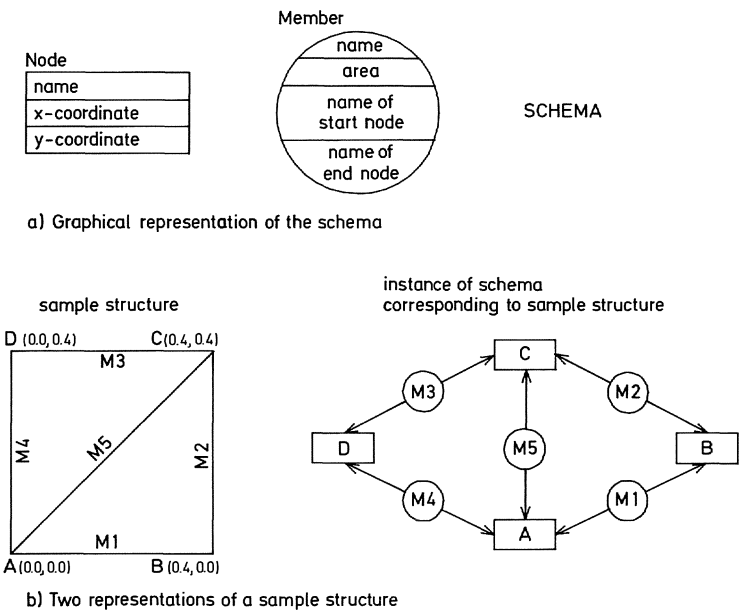 Node
name
x-coordinate
y-coordinate
Member
name
area
name of
start node
name of
end node
SCHEMA
a) Graphical representation of the schema
sample structure
D (0.0, 0.4)
C(0.4, 0.4)
M3
M4
M5
M2
M1
A(0.0,0.0)
B (0.4,0.0)
instance of schema
corresponding to sample structure
C
M3
M2
D
M5
B
M4
M1
A
b) Two representations of a sample structure